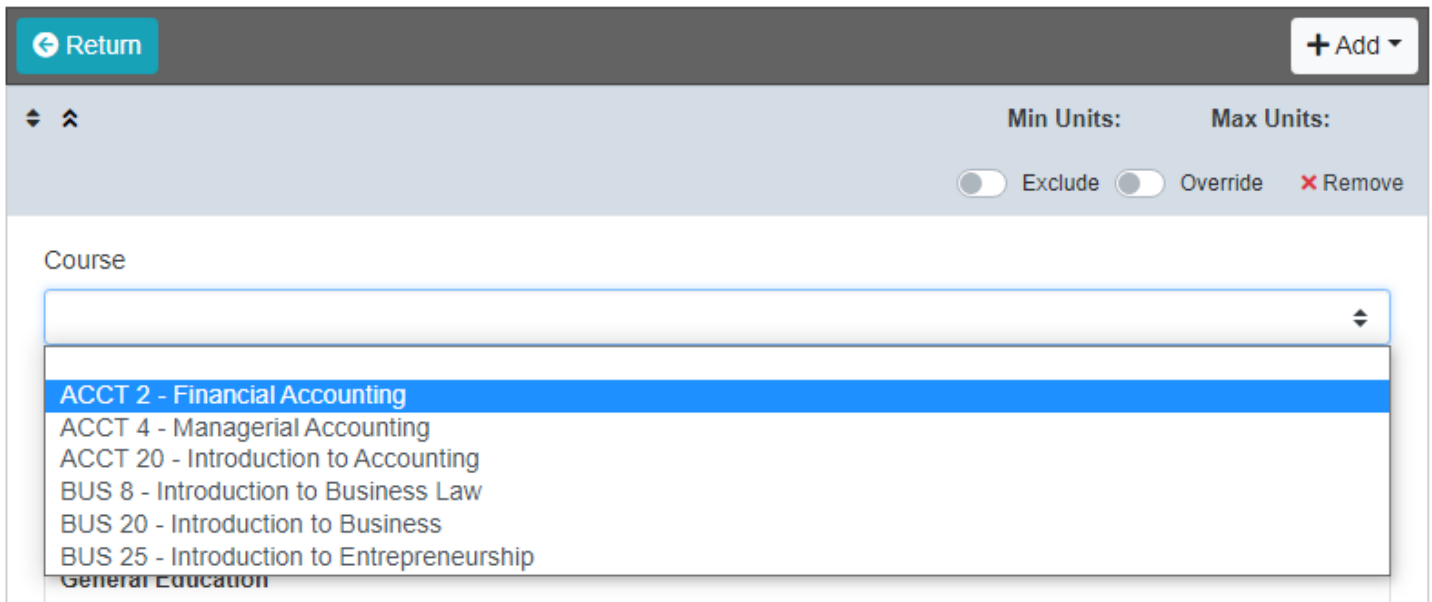 Return
+ Add
Min Units: Max Units:
Exclude Override × Remove
Course
ACCT 2 - Financial Accounting
ACCT 4 - Managerial Accounting
ACCT 20 - Introduction to Accounting
BUS 8 - Introduction to Business Law
BUS 20 - Introduction to Business
BUS 25 - Introduction to Entrepreneurship
General Education